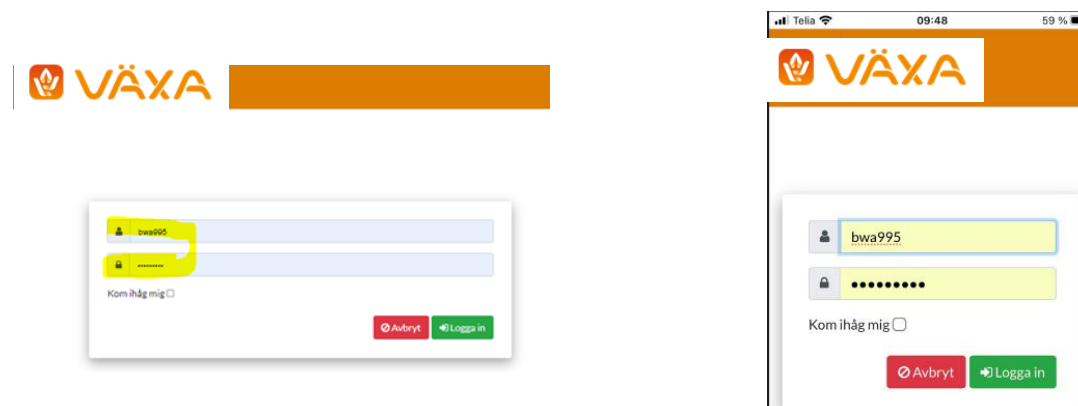 VÄXA
bwa995
•••••••••
Kom ihåg mig
Avbryt
Logga in
Telia
09:48
59 %
VÄXA
bwa995
•••••••••
Kom ihåg mig
Avbryt
Logga in